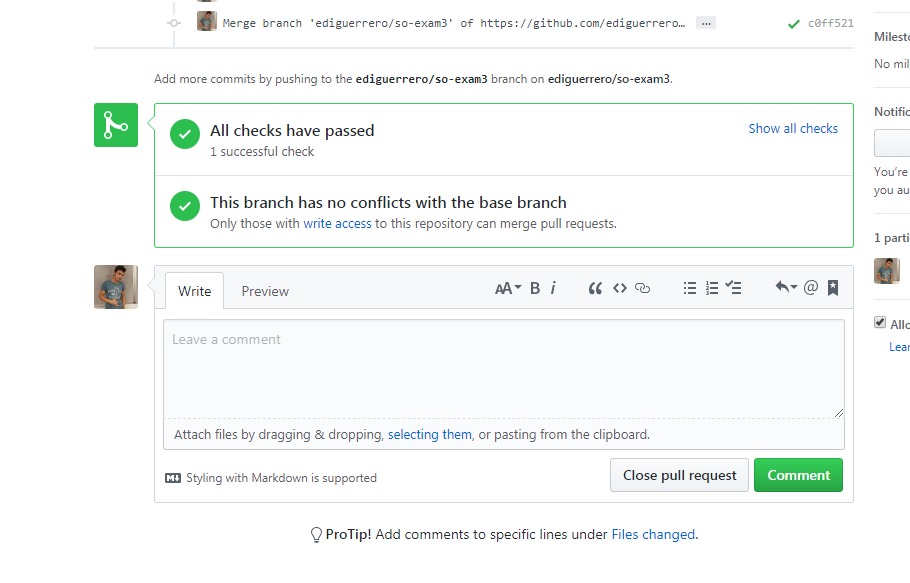 Merge branch 'ediguerrero/so-exam3' of https://github.com/ediguerrero… ... c0ff521
Milesto
No mil
Add more commits by pushing to the ediguerrero/so-exam3 branch on ediguerrero/so-exam3.
Notific
All checks have passed
Show all checks
1 successful check
You're
you au
This branch has no conflicts with the base branch
Only those with write access to this repository can merge pull requests.
1 parti
Write
Preview
AA B i
@
Allo
Lear
Leave a comment
Attach files by dragging & dropping, selecting them, or pasting from the clipboard.
M Styling with Markdown is supported
Close pull request
Comment
ProTip! Add comments to specific lines under Files changed.